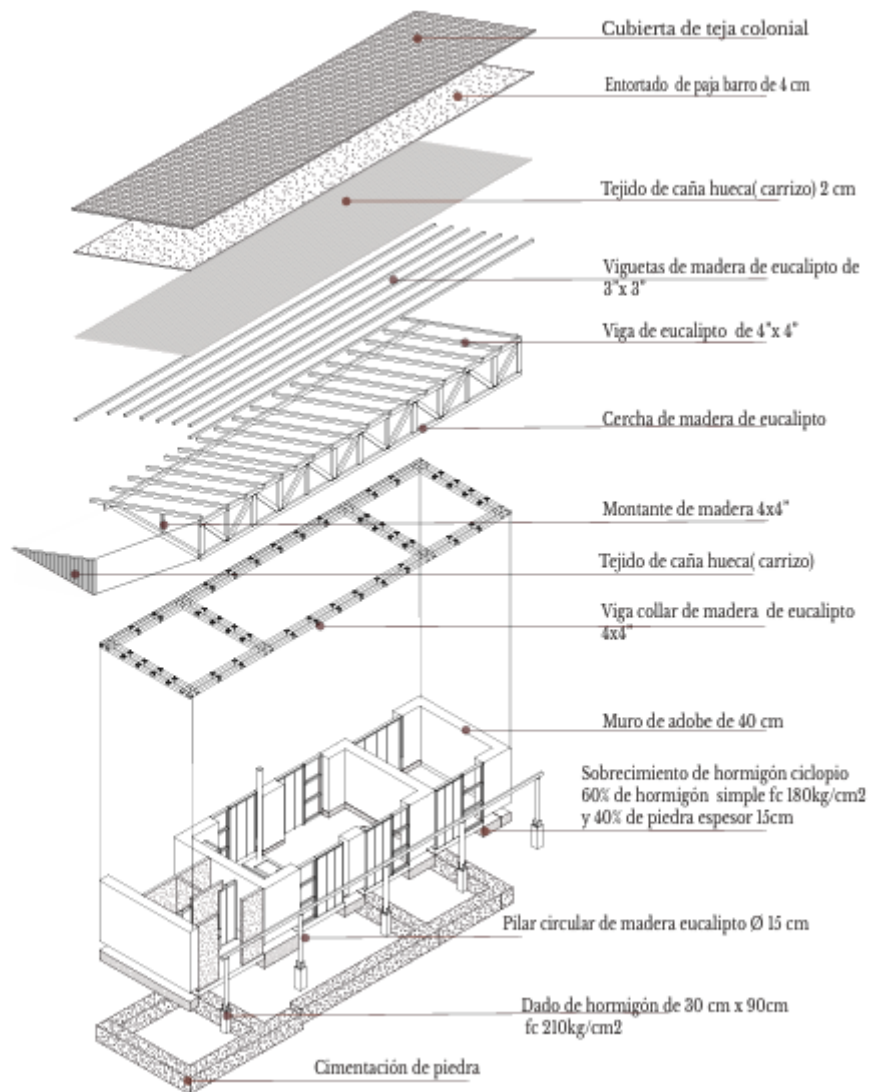 Cubierta de teja colonial
Entortado de paja barro de 4 cm
Tejido de caña hueca( carrizo) 2 cm
Viguetas de madera de eucalipto de
3"x 3"
Viga de eucalipto de 4"x 4"
Cercha de madera de eucalipto
Montante de madera 4x4"
Tejido de caña hueca( carrizo)
Viga collar de madera de eucalipto
4x4"
Muro de adobe de 40 cm
Sobrecimiento de hormigón ciclopio
60% de hormigón simple fc 180kg/cm2
y 40% de piedra espesor 15cm
Pilar circular de madera eucalipto Ø 15 cm
Dado de hormigón de 30 cm x 90cm
fc 210kg/cm2
Cimentación de piedra